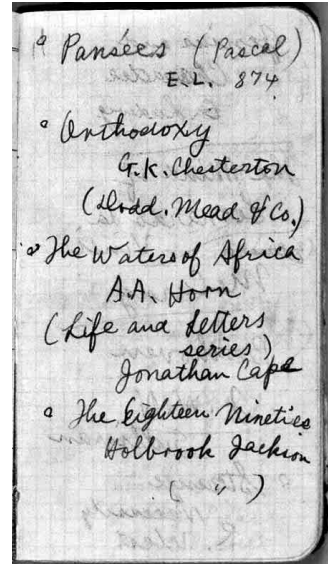 Pansées (Pascal)
E.L. 874
Orthodoxy
G.K. Chesterton
(Dodd. Mead & Co.)
The Waters of Africa
A.A. Horn
(Life and Letters
series)
Jonathan Cape
The Eighteen Nineties
Holbrook Jackson
( " )